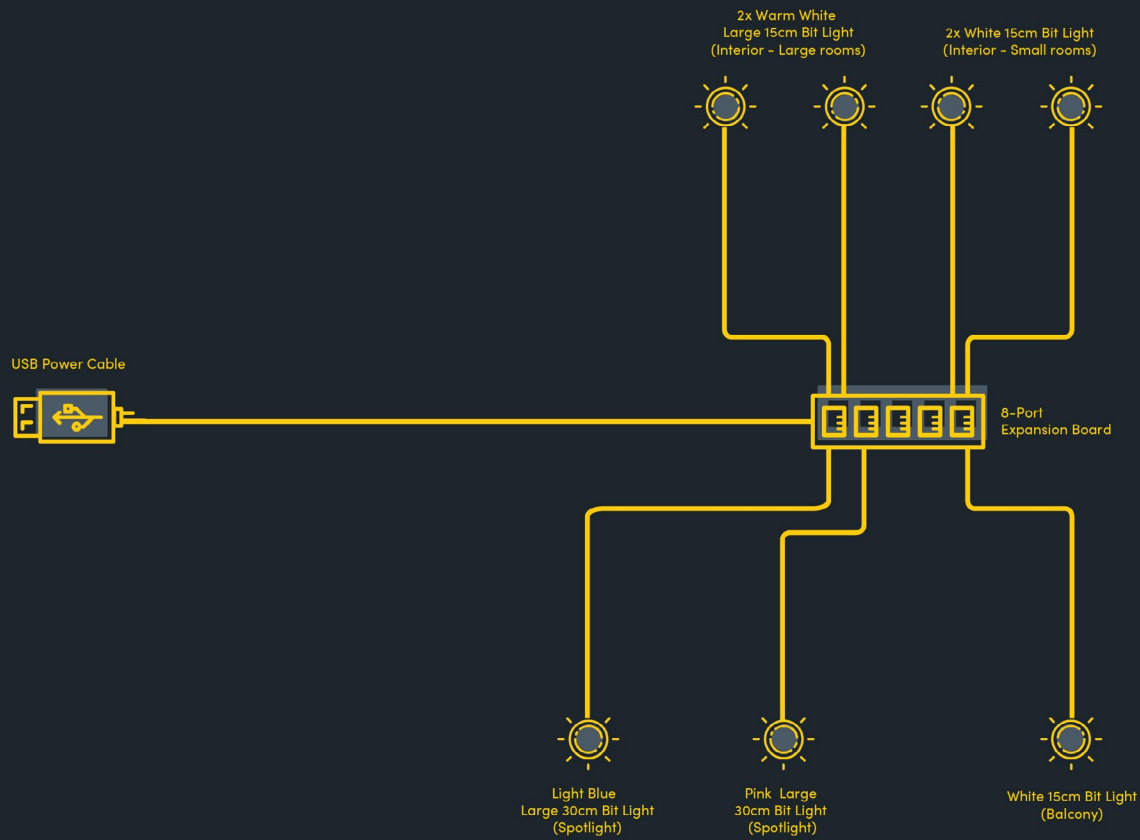 2x Warm White
Large 15cm Bit Light
(Interior - Large rooms)
2x White 15cm Bit Light
(Interior - Small rooms)
USB Power Cable
8-Port
Expansion Board
Light Blue
Large 30cm Bit Light
(Spotlight)
Pink Large
30cm Bit Light
(Spotlight)
White 15cm Bit Light
(Balcony)